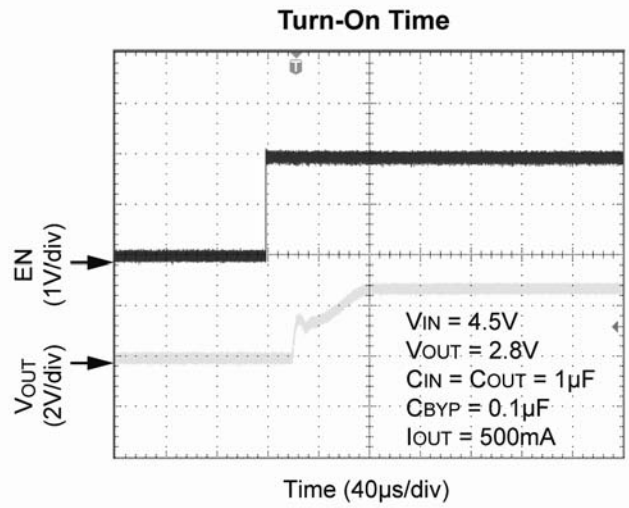 Turn-On Time
T
EN
(1V/div)
VOUT
(2V/div)
VIN = 4.5V
VOUT = 2.8V
CIN = COUT = 1µF
CBYP = 0.1µF
IOUT = 500mA
Time (40µs/div)